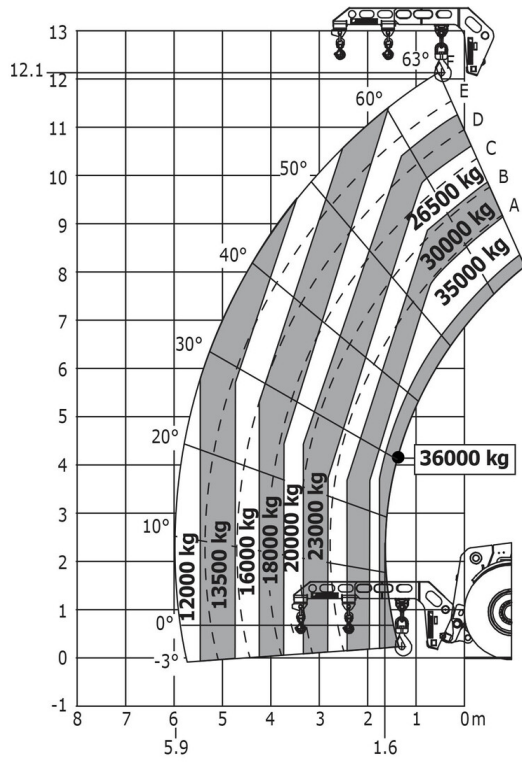 13
12.1
12
11
10
9
8
7
6
5
4
3
2
1
0
-1
63°
F
E
D
C
B
A
60°
50°
40°
30°
20°
10°
0°
-3°
26500 kg
30000 kg
35000 kg
36000 kg
12000 kg
13500 kg
16000 kg
18000 kg
20000 kg
23000 kg
8 7 6 5 4 3 2 1 0m
5.9 1.6